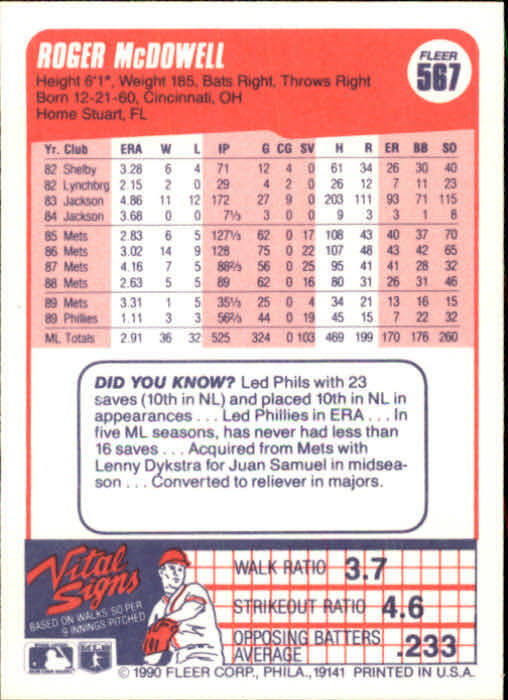 ROGER McDOWELL
FLEER
567
Height 6'1", Weight 185, Bats Right, Throws Right
Born 12-21-60, Cincinnati, OH
Home Stuart, FL
Yr. Club ERA W L IP G CG SV H R ER BB SO
82 Shelby 3.28 6 4 71 12 4 0 61 34 26 30 40
82 Lynchbrg 2.15 2 0 29 4 2 0 26 12 7 11 23
83 Jackson 4.86 11 12 172 27 9 0 203 111 93 71 115
84 Jackson 3.68 0 0 7⅓ 3 0 0 9 3 3 1 8
85 Mets 2.83 6 5 127⅓ 62 0 17 108 43 40 37 70
86 Mets 3.02 14 9 128 75 0 22 107 48 43 42 65
87 Mets 4.16 7 5 88⅔ 56 0 25 95 41 41 28 32
88 Mets 2.63 5 5 89 62 0 16 80 31 26 31 46
89 Mets 3.31 1 5 35⅓ 25 0 4 34 21 13 16 15
89 Phillies 1.11 3 3 56⅔ 44 0 19 45 15 7 22 32
ML Totals 2.91 36 32 525 324 0 103 469 199 170 176 260
DID YOU KNOW? Led Phils with 23
saves (10th in NL) and placed 10th in NL in
appearances . . . Led Phillies in ERA . . . In
five ML seasons, has never had less than
16 saves . . . Acquired from Mets with
Lenny Dykstra for Juan Samuel in midsea-
son . . . Converted to reliever in majors.
Vital
Signs
BASED ON WALKS, SO PER
9 INNINGS PITCHED
WALK RATIO 3.7
STRIKEOUT RATIO 4.6
OPPOSING BATTERS
AVERAGE .233
© 1990 FLEER CORP., PHILA., 19141 PRINTED IN U.S.A.